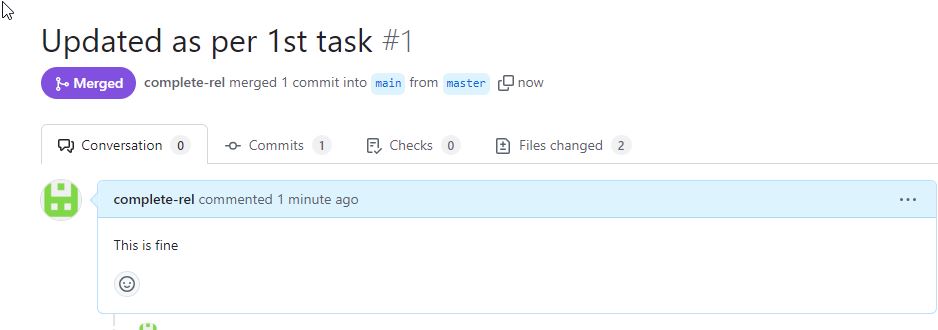 Updated as per 1st task #1
Merged complete-rel merged 1 commit into main from master now
Conversation 0 Commits 1 Checks 0 Files changed 2
complete-rel commented 1 minute ago ...
This is fine